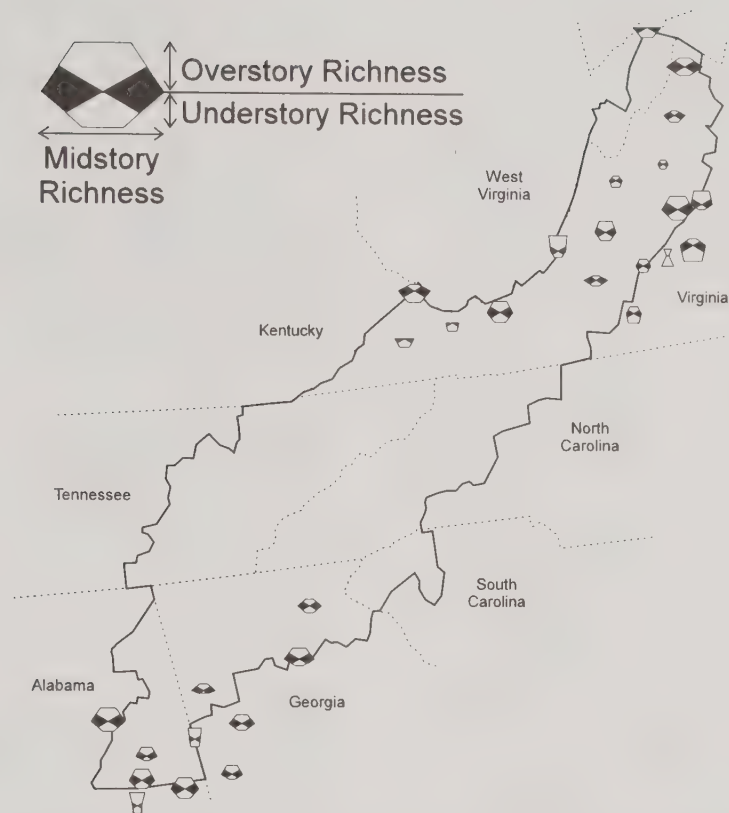 Overstory Richness
Understory Richness
Midstory
Richness
West
Virginia
Virginia
Kentucky
North
Carolina
Tennessee
South
Carolina
Alabama
Georgia